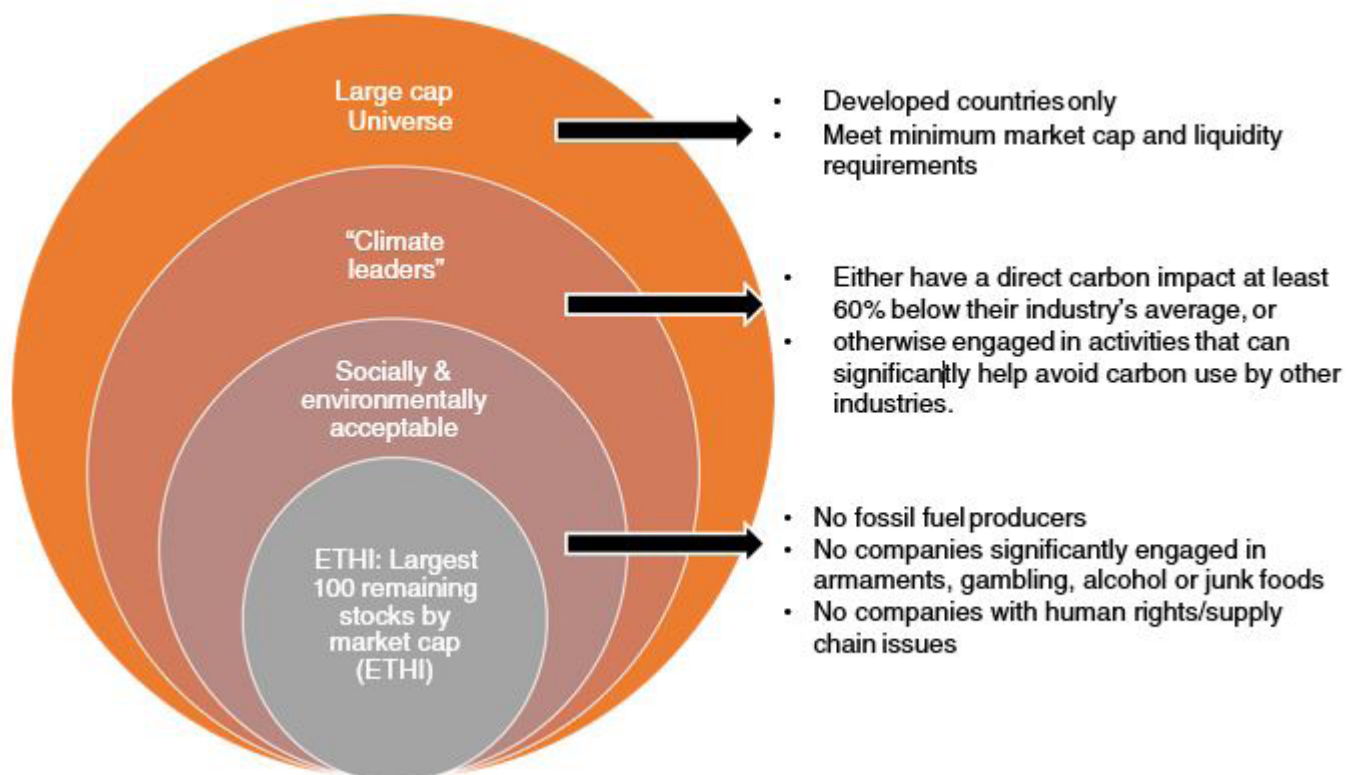 Large cap
Universe
• Developed countries only
• Meet minimum market cap and liquidity
requirements
"Climate
leaders"
• Either have a direct carbon impact at least
60% below their industry's average, or
• otherwise engaged in activities that can
significantly help avoid carbon use by other
industries.
Socially &
environmentally
acceptable
• No fossil fuel producers
• No companies significantly engaged in
armaments, gambling, alcohol or junk foods
• No companies with human rights/supply
chain issues
ETHI: Largest
100 remaining
stocks by
market cap
(ETHI)